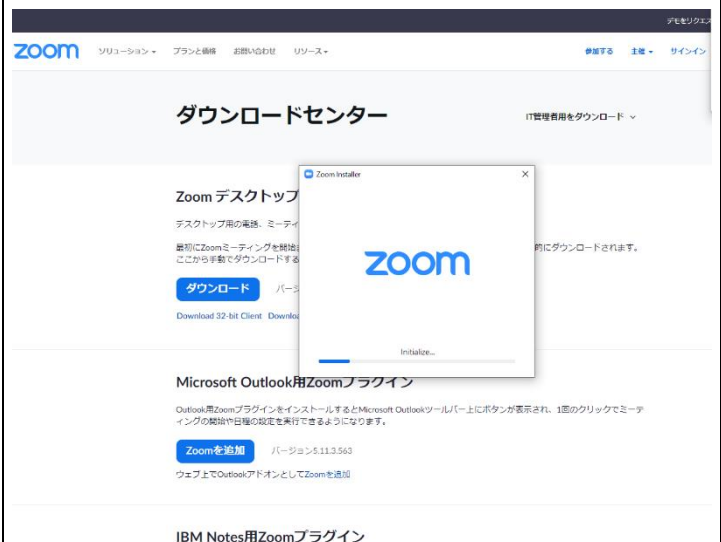 デモをリクエス
zoom ソリューション プランと価格 お問い合わせ リソース 参加する 主催 サインイン
ダウンロードセンター
IT管理者用をダウンロード
Zoom Installer
Zoom デスクトップ
デスクトップ用の電話、ミーティ
最初にZoomミーティングを開始
的にダウンロードされます。
ここから手動でダウンロードする
zoom
ダウンロード
Download 32-bit Client
Initialize...
Microsoft Outlook用Zoomプラグイン
Outlook用ZoomプラグインをインストールするとMicrosoft Outlookツールバー上にボタンが表示され、1回のクリックでミーテ
ィングの開始や日程の設定を実行できるようになります。
Zoomを追加 バージョン5.11.3.563
ウェブ上でOutlookアドオンとしてZoomを追加
IBM Notes用Zoomプラグイン